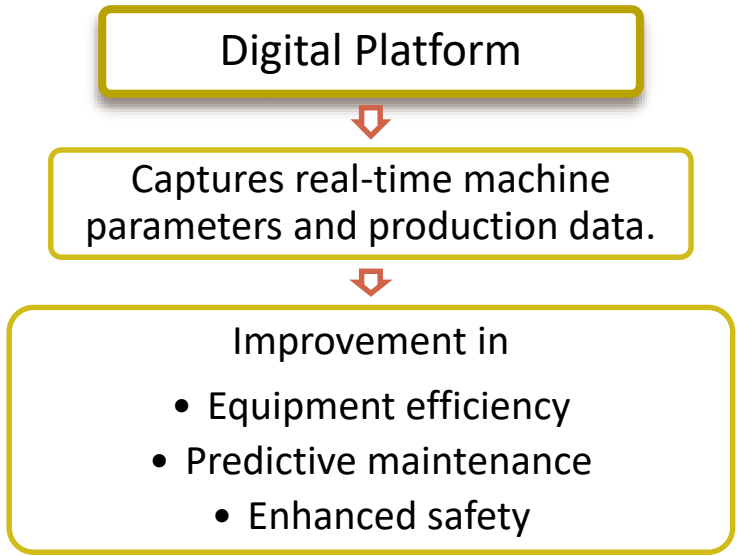 Digital Platform
Captures real-time machine
parameters and production data.
Improvement in
• Equipment efficiency
• Predictive maintenance
• Enhanced safety